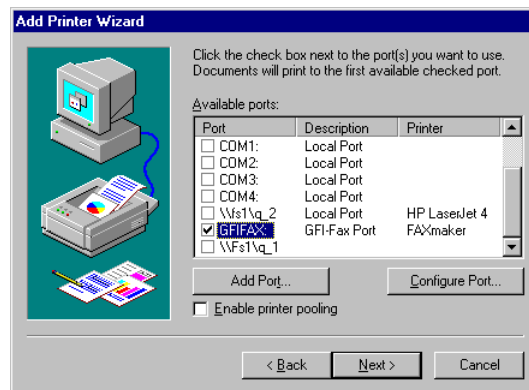 Add Printer Wizard
Click the check box next to the port(s) you want to use.
Documents will print to the first available checked port.
Available ports:
Port Description Printer
COM1: Local Port
COM2: Local Port
COM3: Local Port
COM4: Local Port
\\fs1\q_2 Local Port HP LaserJet 4
GFIFAX: GFI-Fax Port FAXmaker
\\Fs1\q_1
Add Port... Configure Port...
Enable printer pooling
< Back Next > Cancel